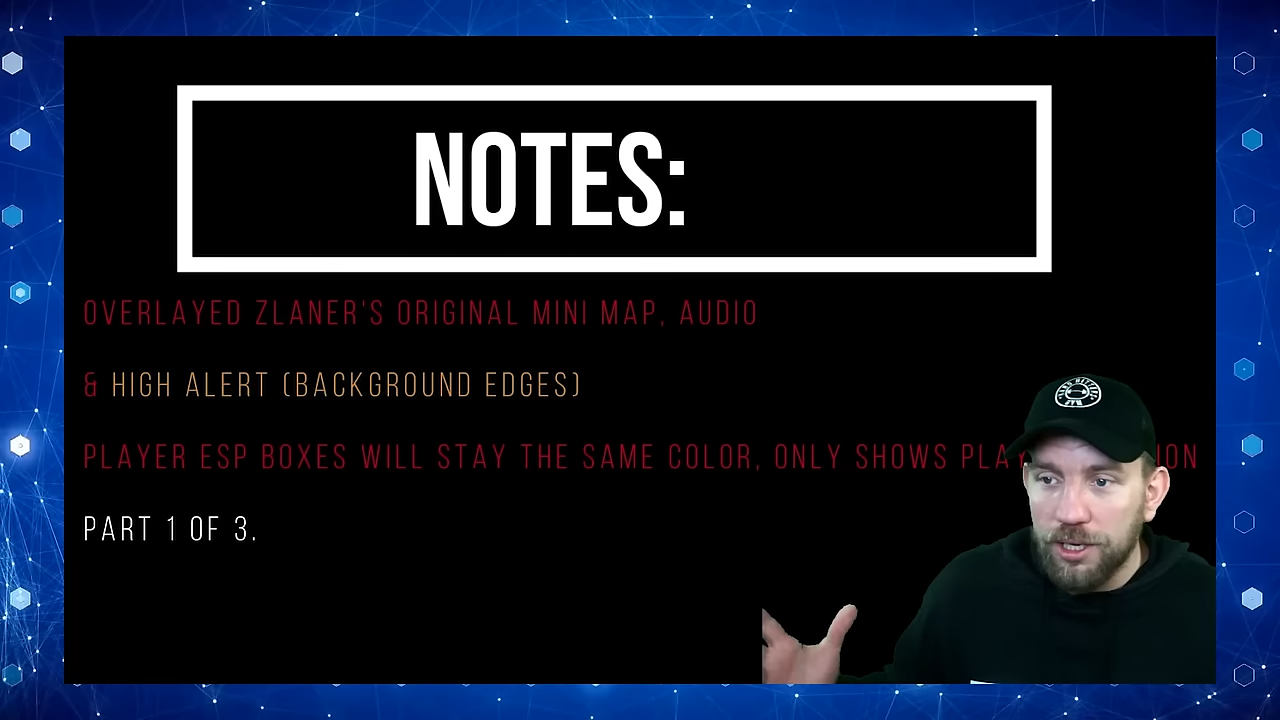 NOTES:
OVERLAYED ZLANER'S ORIGINAL MINI MAP, AUDIO
& HIGH ALERT (BACKGROUND EDGES)
PLAYER ESP BOXES WILL STAY THE SAME COLOR, ONLY SHOWS
PART 1 OF 3.